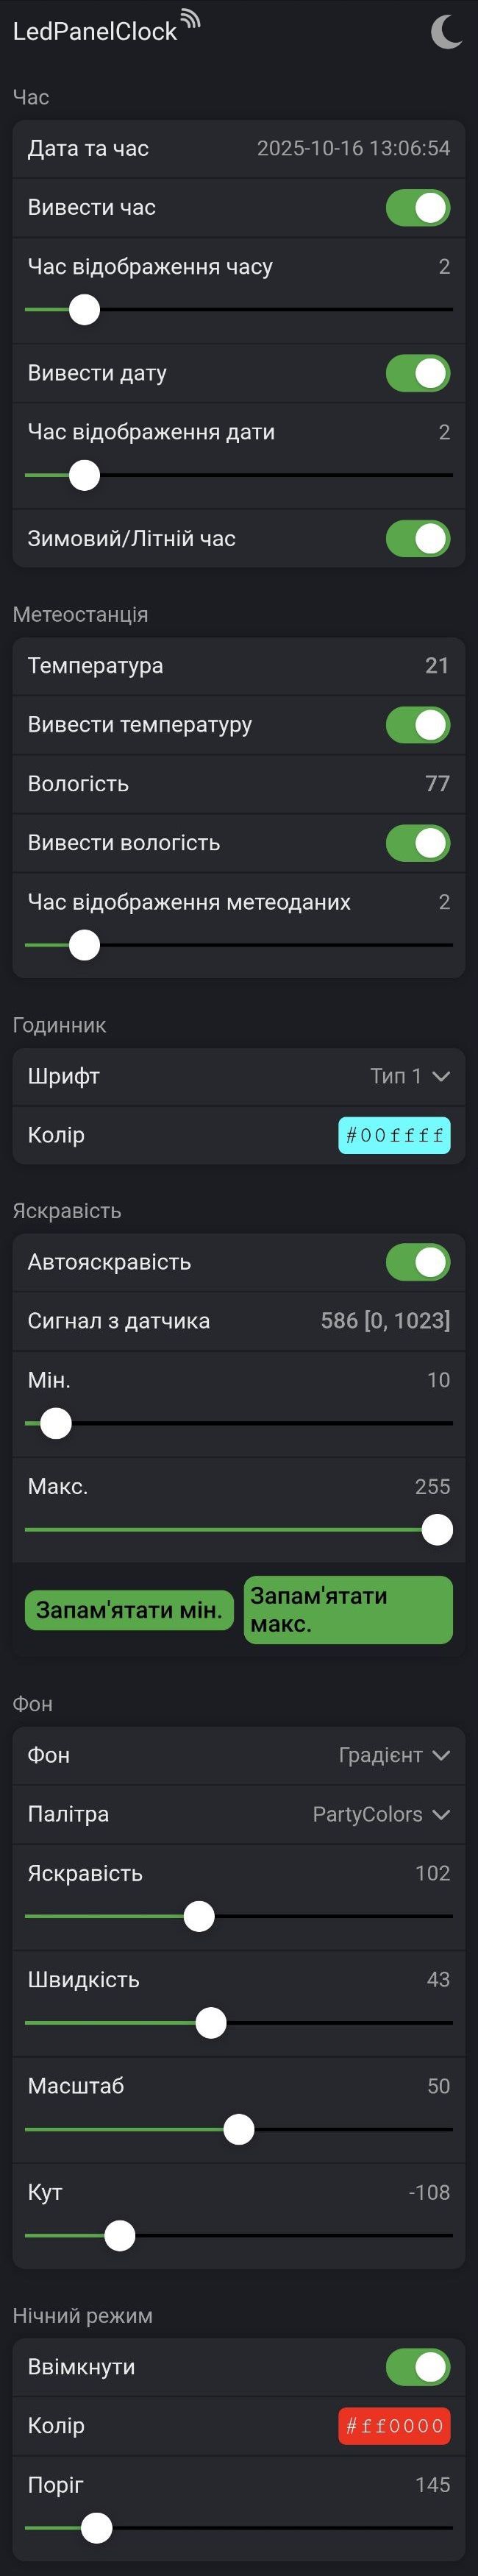 LedPanelClock
Час
Дата та час 2025-10-16 13:06:54
Вивести час
Час відображення часу 2
Вивести дату
Час відображення дати 2
Зимовий/Літній час
Метеостанція
Температура 21
Вивести температуру
Вологість 77
Вивести вологість
Час відображення метеоданих 2
Годинник
Шрифт Тип 1
Колір #00ffff
Яскравість
Автояскравість
Сигнал з датчика 586 [0, 1023]
Мін. 10
Макс. 255
Запам'ятати мін. Запам'ятати
макс.
Фон
Фон Градієнт
Палітра PartyColors
Яскравість 102
Швидкість 43
Масштаб 50
Кут -108
Нічний режим
Ввімкнути
Колір #ff0000
Поріг 145